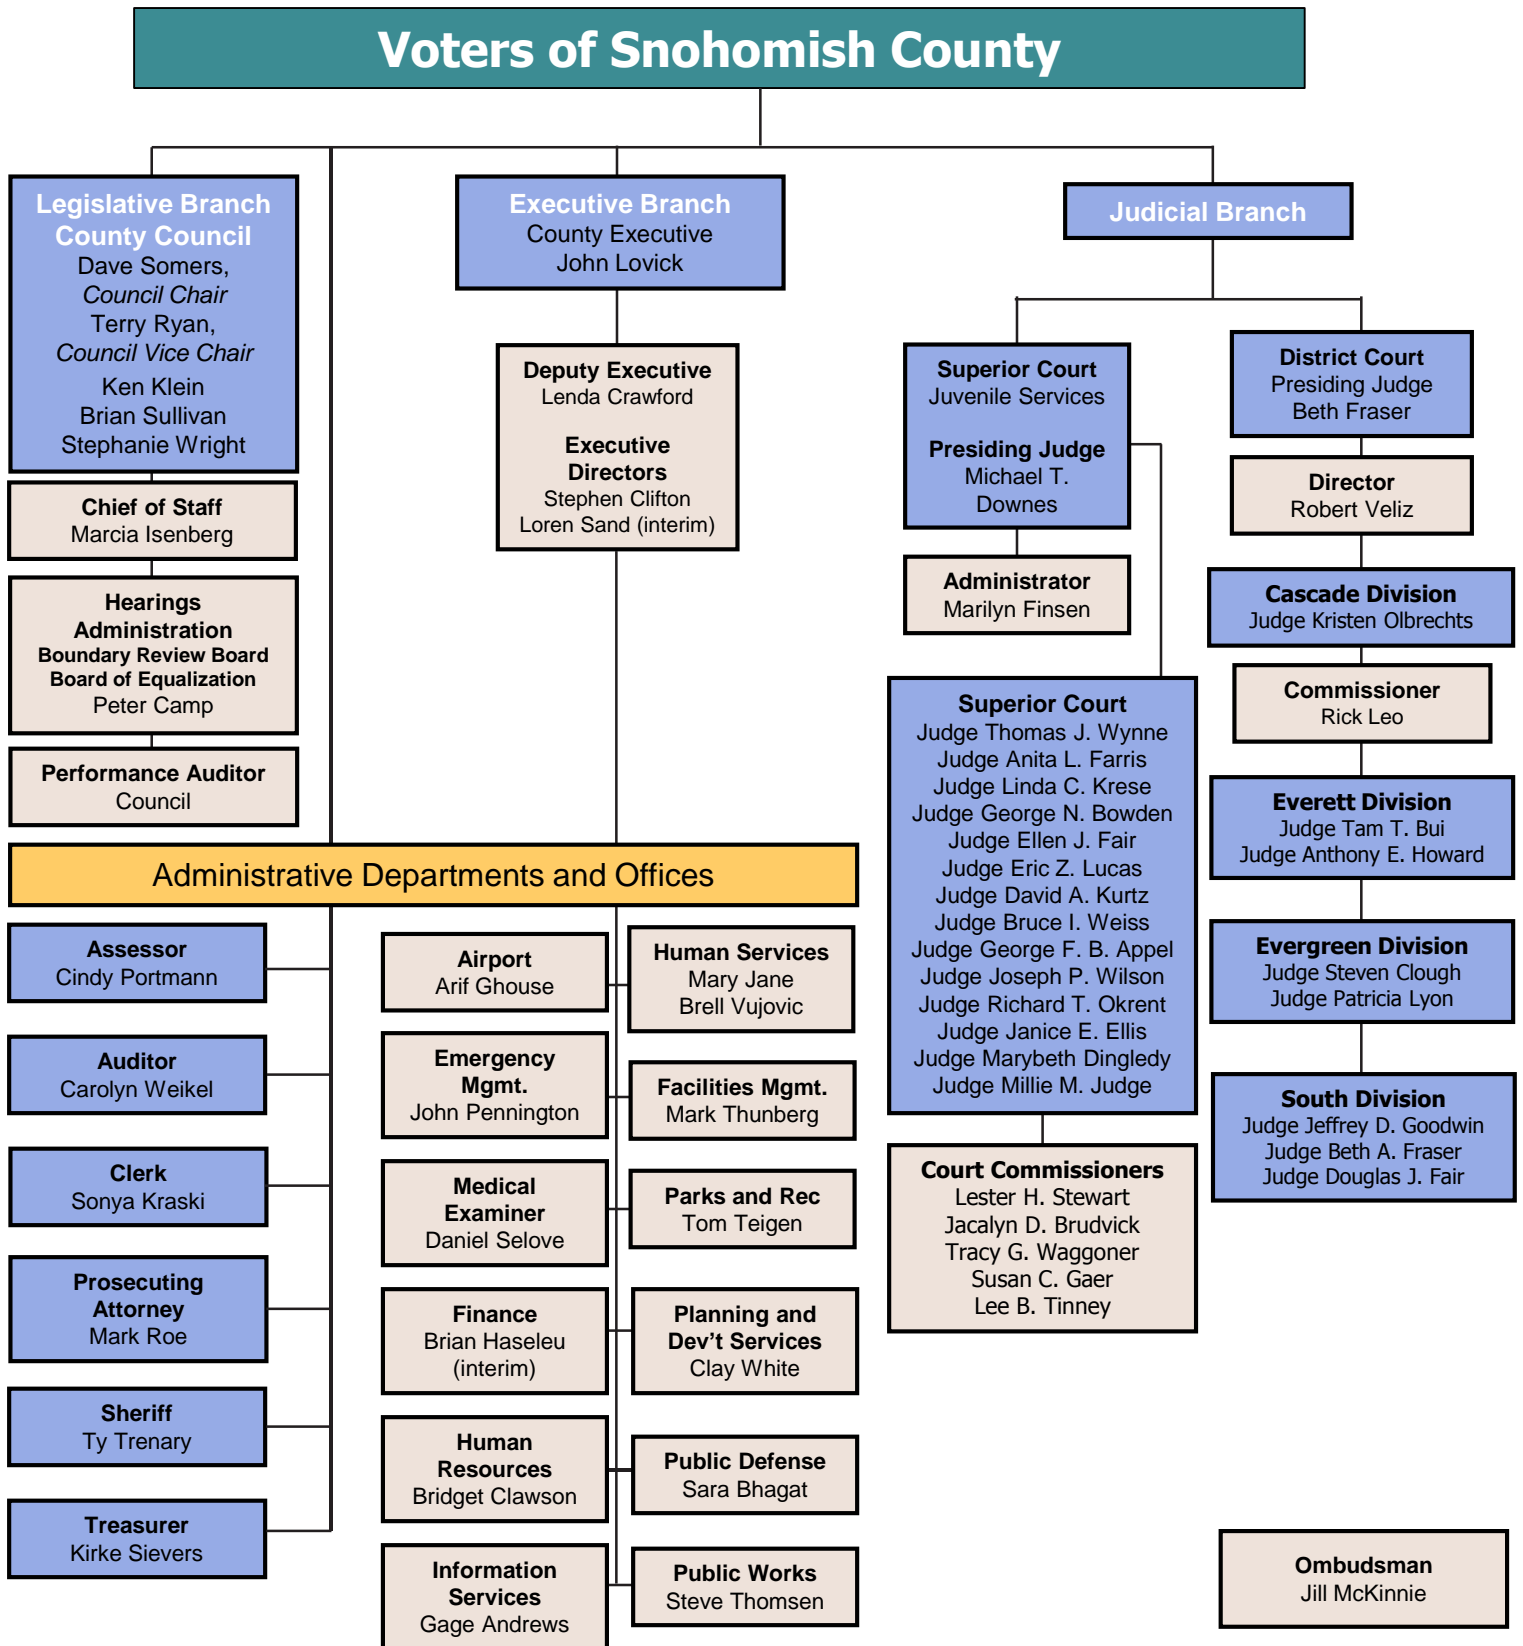 Voters of Snohomish County
Legislative Branch
County Council
Dave Somers,
Council Chair
Terry Ryan,
Council Vice Chair
Ken Klein
Brian Sullivan
Stephanie Wright
Chief of Staff
Marcia Isenberg
Hearings
Administration
Boundary Review Board
Board of Equalization
Peter Camp
Performance Auditor
Council
Executive Branch
County Executive
John Lovick
Deputy Executive
Lenda Crawford
Executive
Directors
Stephen Clifton
Loren Sand (interim)
Judicial Branch
Superior Court
Juvenile Services
Presiding Judge
Michael T.
Downes
Administrator
Marilyn Finsen
Superior Court
Judge Thomas J. Wynne
Judge Anita L. Farris
Judge Linda C. Krese
Judge George N. Bowden
Judge Ellen J. Fair
Judge Eric Z. Lucas
Judge David A. Kurtz
Judge Bruce I. Weiss
Judge George F. B. Appel
Judge Joseph P. Wilson
Judge Richard T. Okrent
Judge Janice E. Ellis
Judge Marybeth Dingledy
Judge Millie M. Judge
Court Commissioners
Lester H. Stewart
Jacalyn D. Brudvick
Tracy G. Waggoner
Susan C. Gaer
Lee B. Tinney
District Court
Presiding Judge
Beth Fraser
Director
Robert Veliz
Cascade Division
Judge Kristen Olbrechts
Commissioner
Rick Leo
Everett Division
Judge Tam T. Bui
Judge Anthony E. Howard
Evergreen Division
Judge Steven Clough
Judge Patricia Lyon
South Division
Judge Jeffrey D. Goodwin
Judge Beth A. Fraser
Judge Douglas J. Fair
Administrative Departments and Offices
Assessor
Cindy Portmann
Auditor
Carolyn Weikel
Clerk
Sonya Kraski
Prosecuting
Attorney
Mark Roe
Sheriff
Ty Trenary
Treasurer
Kirke Sievers
Airport
Arif Ghouse
Human Services
Mary Jane
Brell Vujovic
Emergency
Mgmt.
John Pennington
Facilities Mgmt.
Mark Thunberg
Medical
Examiner
Daniel Selove
Parks and Rec
Tom Teigen
Finance
Brian Haseleu
(interim)
Planning and
Dev't Services
Clay White
Human
Resources
Bridget Clawson
Public Defense
Sara Bhagat
Information
Services
Gage Andrews
Public Works
Steve Thomsen
Ombudsman
Jill McKinnie